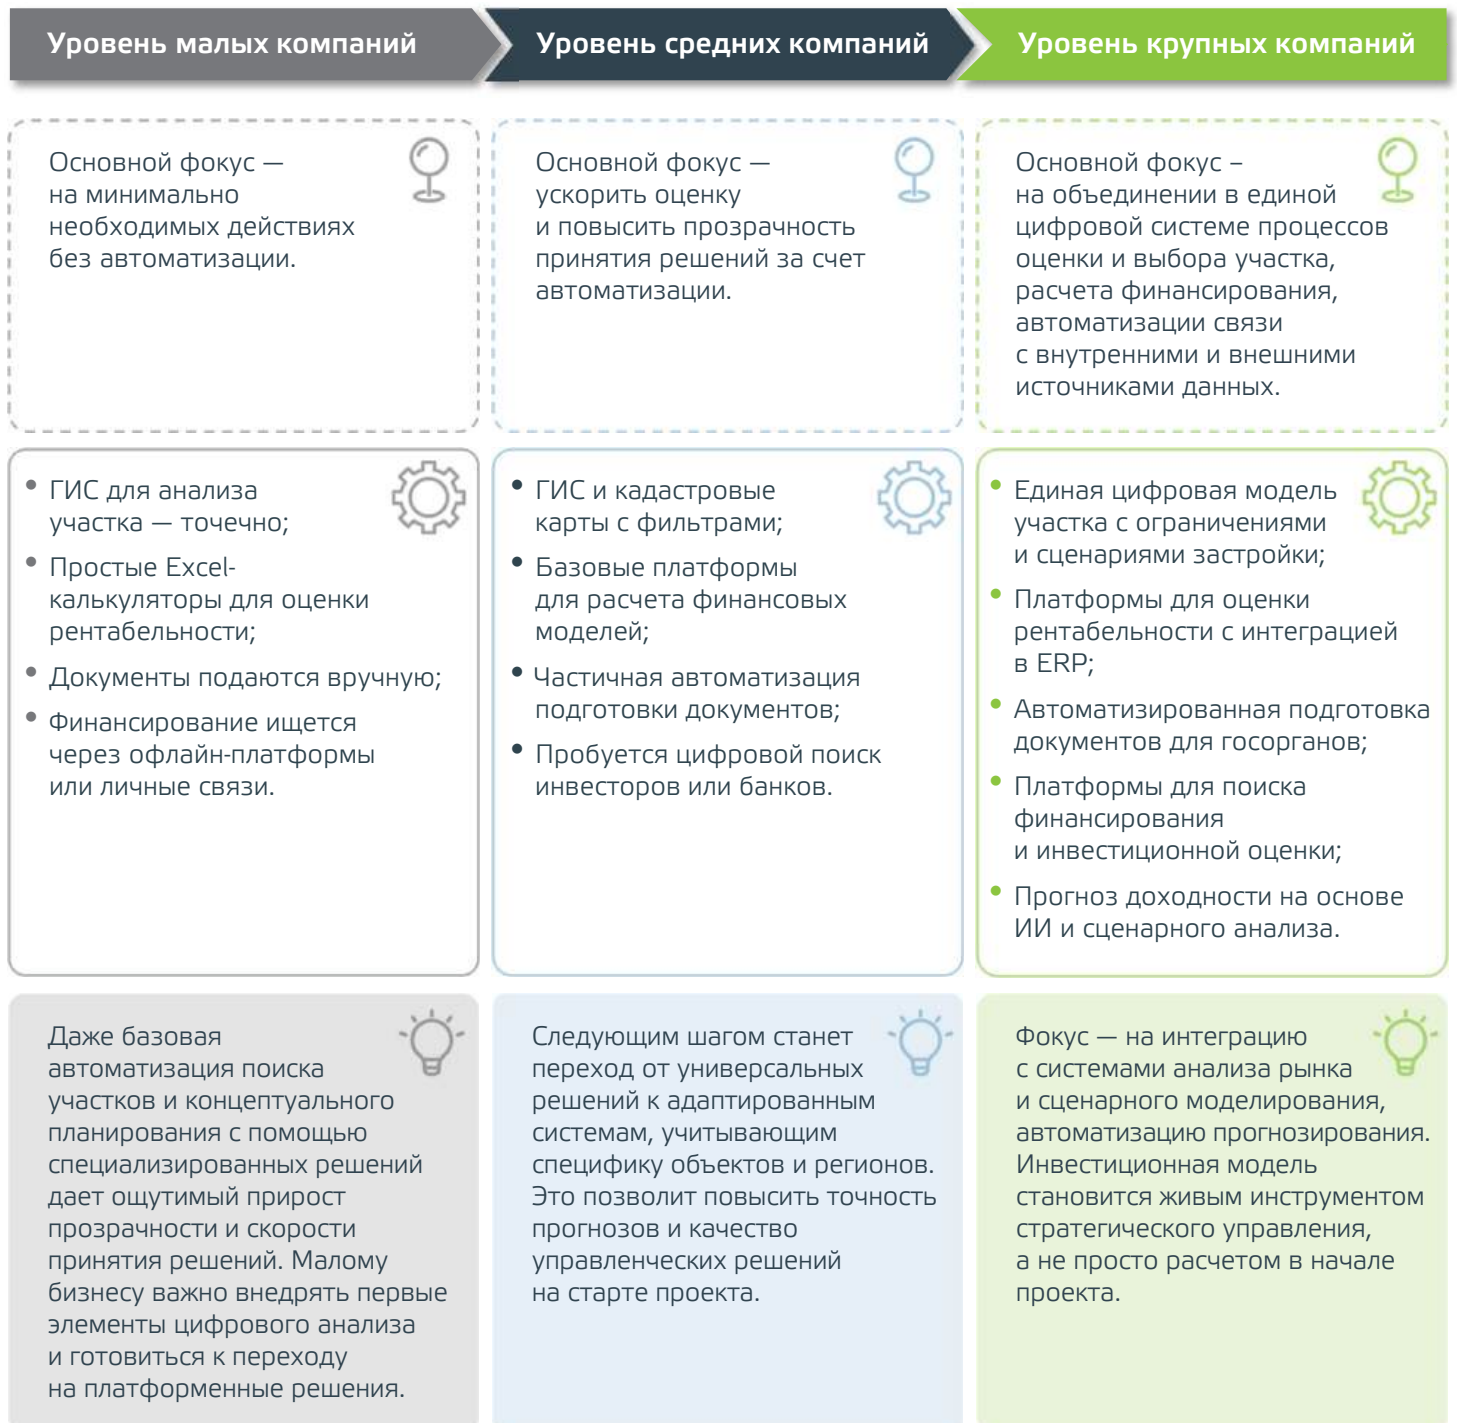 Уровень малых компаний
Уровень средних компаний
Уровень крупных компаний
Основной фокус —
на минимально
необходимых действиях
без автоматизации.
Основной фокус —
ускорить оценку
и повысить прозрачность
принятия решений за счет
автоматизации.
Основной фокус –
на объединении в единой
цифровой системе процессов
оценки и выбора участка,
расчета финансирования,
автоматизации связи
с внутренними и внешними
источниками данных.
• ГИС для анализа
участка — точечно;
• Простые Excel-
калькуляторы для оценки
рентабельности;
• Документы подаются вручную;
• Финансирование ищется
через офлайн-платформы
или личные связи.
• ГИС и кадастровые
карты с фильтрами;
• Базовые платформы
для расчета финансовых
моделей;
• Частичная автоматизация
подготовки документов;
• Пробуется цифровой поиск
инвесторов или банков.
• Единая цифровая модель
участка с ограничениями
и сценариями застройки;
• Платформы для оценки
рентабельности с интеграцией
в ERP;
• Автоматизированная подготовка
документов для госорганов;
• Платформы для поиска
финансирования
и инвестиционной оценки;
• Прогноз доходности на основе
ИИ и сценарного анализа.
Даже базовая
автоматизация поиска
участков и концептуального
планирования с помощью
специализированных решений
дает ощутимый прирост
прозрачности и скорости
принятия решений. Малому
бизнесу важно внедрять первые
элементы цифрового анализа
и готовиться к переходу
на платформенные решения.
Следующим шагом станет
переход от универсальных
решений к адаптированным
системам, учитывающим
специфику объектов и регионов.
Это позволит повысить точность
прогнозов и качество
управленческих решений
на старте проекта.
Фокус — на интеграцию
с системами анализа рынка
и сценарного моделирования,
автоматизацию прогнозирования.
Инвестиционная модель
становится живым инструментом
стратегического управления,
а не просто расчетом в начале
проекта.